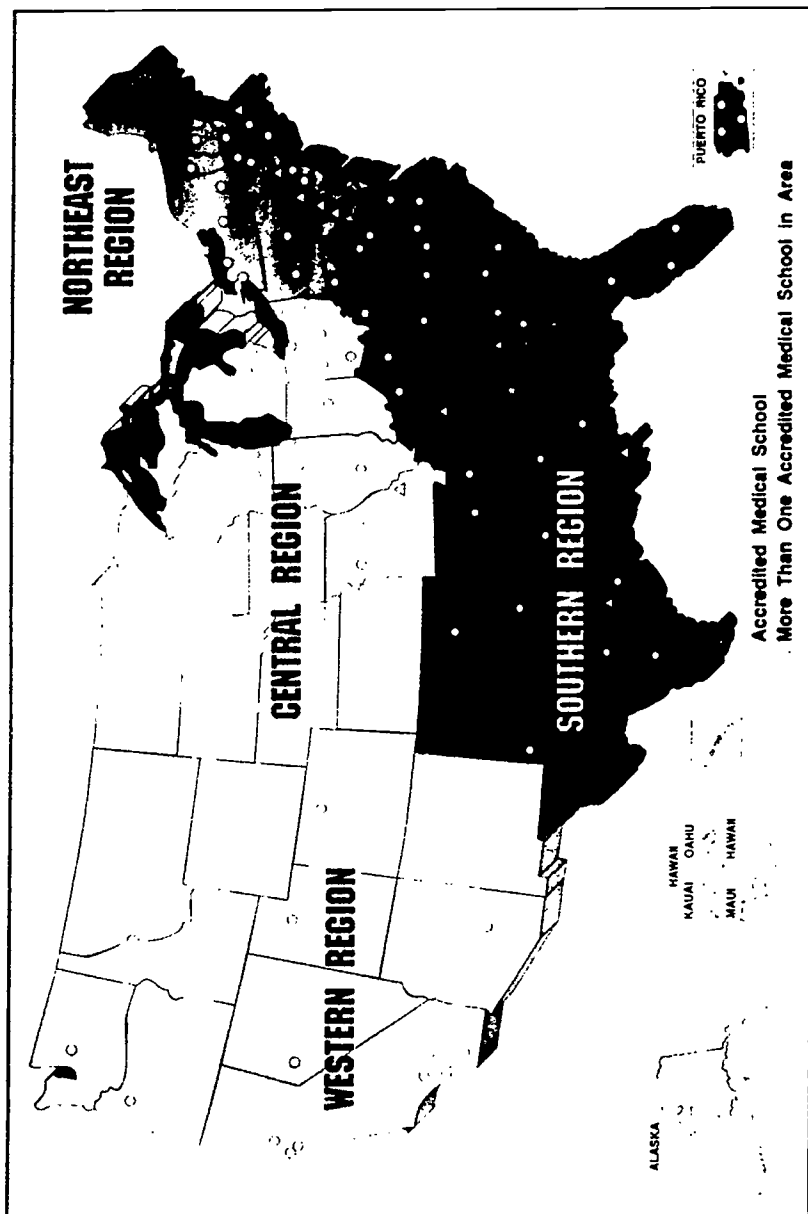 NORTHEAST
REGION
CENTRAL REGION
WESTERN REGION
SOUTHERN REGION
PUERTO RICO
ALASKA
HAWAII
KAUAI OAHU
MAUI HAWAII
Accredited Medical School
More Than One Accredited Medical School in Area